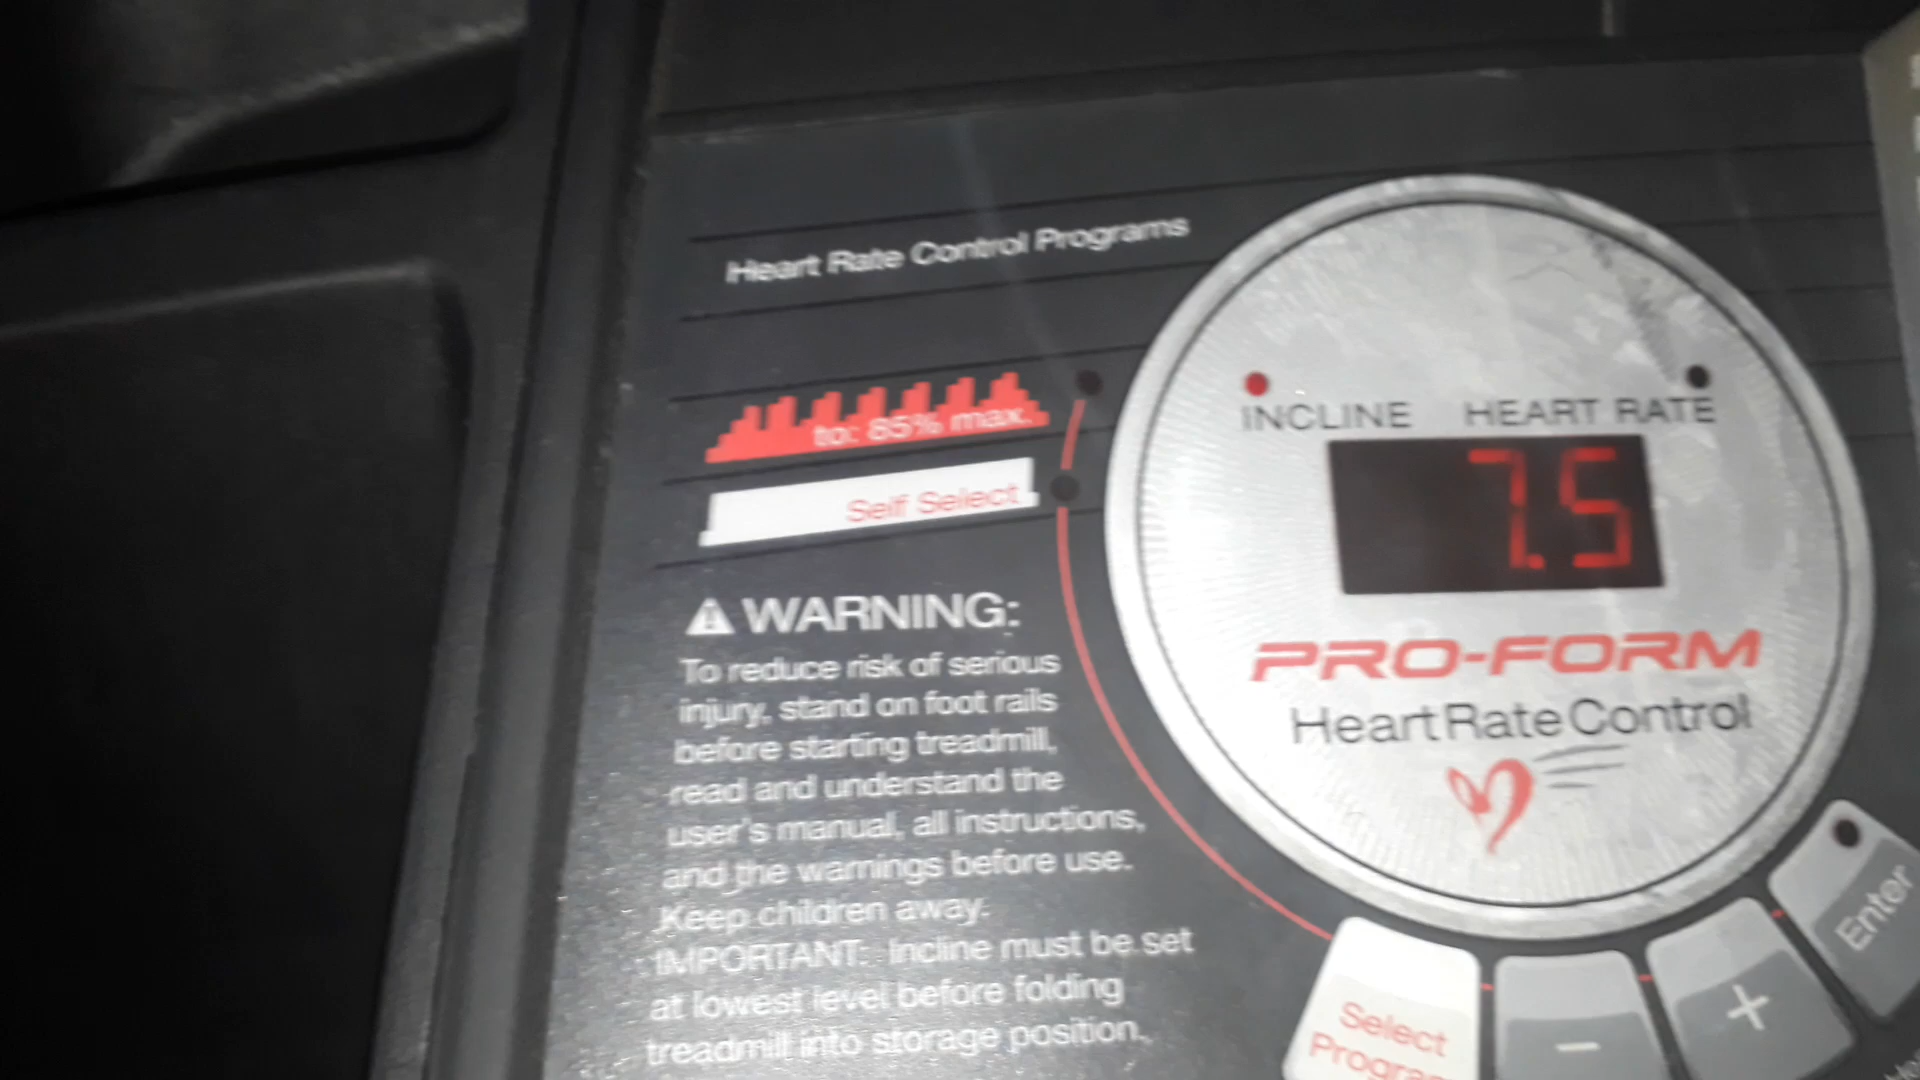 Heart Rate Control Programs
to: 85% max.
Self Select
⚠ WARNING:
To reduce risk of serious
injury, stand on foot rails
before starting treadmill,
read and understand the
user's manual, all instructions,
and the warnings before use.
Keep children away.
IMPORTANT: Incline must be set
at lowest level before folding
treadmill into storage position.
INCLINE HEART RATE
7.5
PRO-FORM
HeartRateControl
Select
Program
-
+
Enter